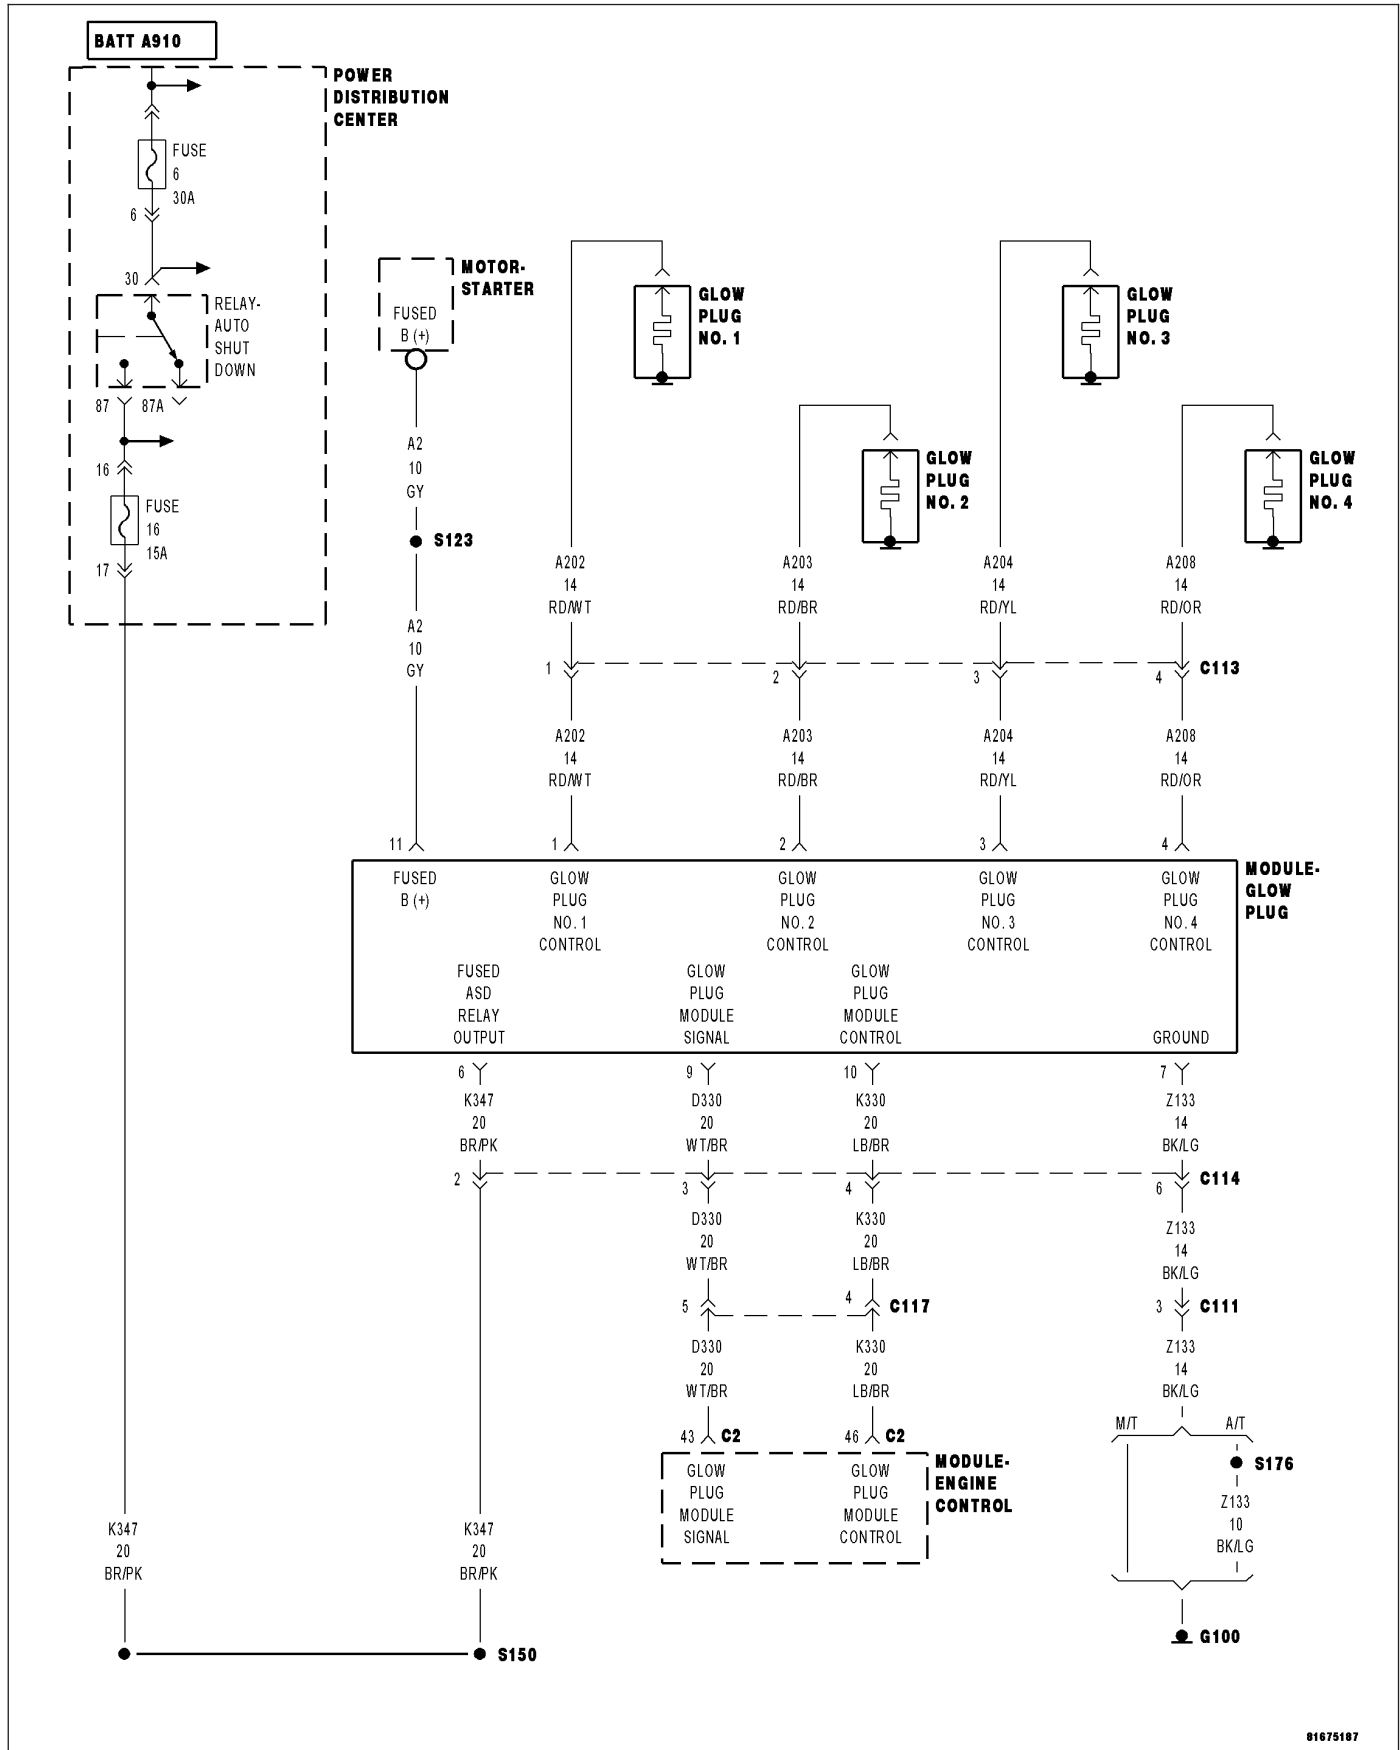 BATT A910
POWER
DISTRIBUTION
CENTER
FUSE
6
30A
6
30
RELAY-
AUTO
SHUT
DOWN
87
87A
16
FUSE
16
15A
17
MOTOR-
STARTER
FUSED
B (+)
A2
10
GY
S123
A2
10
GY
GLOW
PLUG
NO. 1
GLOW
PLUG
NO. 2
GLOW
PLUG
NO. 3
GLOW
PLUG
NO. 4
A202
14
RD/WT
A203
14
RD/BR
A204
14
RD/YL
A208
14
RD/OR
1
2
3
4
C113
A202
14
RD/WT
A203
14
RD/BR
A204
14
RD/YL
A208
14
RD/OR
11
1
2
3
4
MODULE-
GLOW
PLUG
FUSED
B (+)
GLOW
PLUG
NO. 1
CONTROL
GLOW
PLUG
NO. 2
CONTROL
GLOW
PLUG
NO. 3
CONTROL
GLOW
PLUG
NO. 4
CONTROL
FUSED
ASD
RELAY
OUTPUT
GLOW
PLUG
MODULE
SIGNAL
GLOW
PLUG
MODULE
CONTROL
GROUND
6
9
10
7
K347
20
BR/PK
D330
20
WT/BR
K330
20
LB/BR
Z133
14
BK/LG
2
3
4
6
C114
D330
20
WT/BR
K330
20
LB/BR
Z133
14
BK/LG
5
4
C117
3
C111
D330
20
WT/BR
K330
20
LB/BR
Z133
14
BK/LG
43
C2
46
C2
MODULE-
ENGINE
CONTROL
GLOW
PLUG
MODULE
SIGNAL
GLOW
PLUG
MODULE
CONTROL
M/T
A/T
S176
Z133
10
BK/LG
G100
K347
20
BR/PK
K347
20
BR/PK
S150
81675187